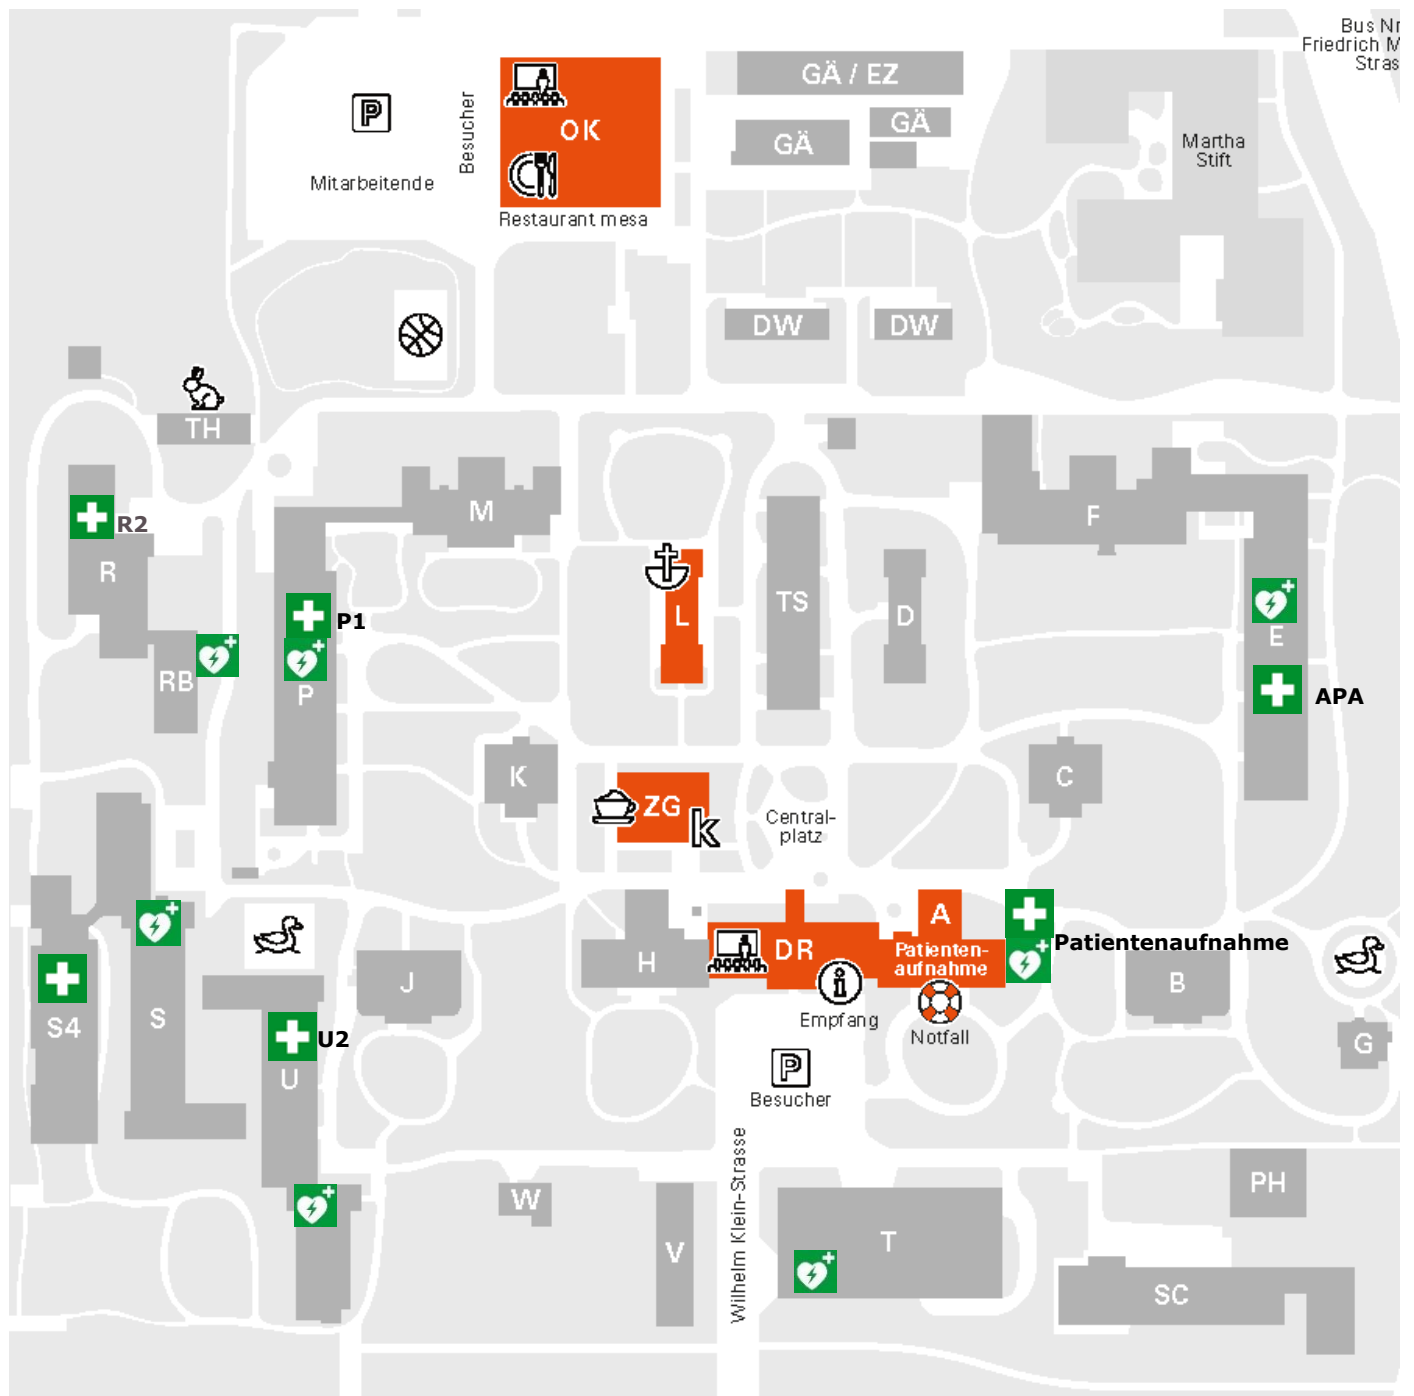 Bus Nr
Friedrich M
Stras
GÄ / EZ
P
Besucher
OK
GÄ
GÄ
Martha
Stift
Mitarbeitende
Restaurant mesa
DW
DW
TH
M
F
R2
R
L
TS
D
P1
E
RB
P
APA
K
C
ZG
k
Central-
platz
A
Patienten-
aufnahme
Patientenaufnahme
DR
H
J
B
i
S4
S
Empfang
Notfall
U2
G
U
P
Besucher
Wilhelm Klein-Strasse
W
PH
V
T
SC